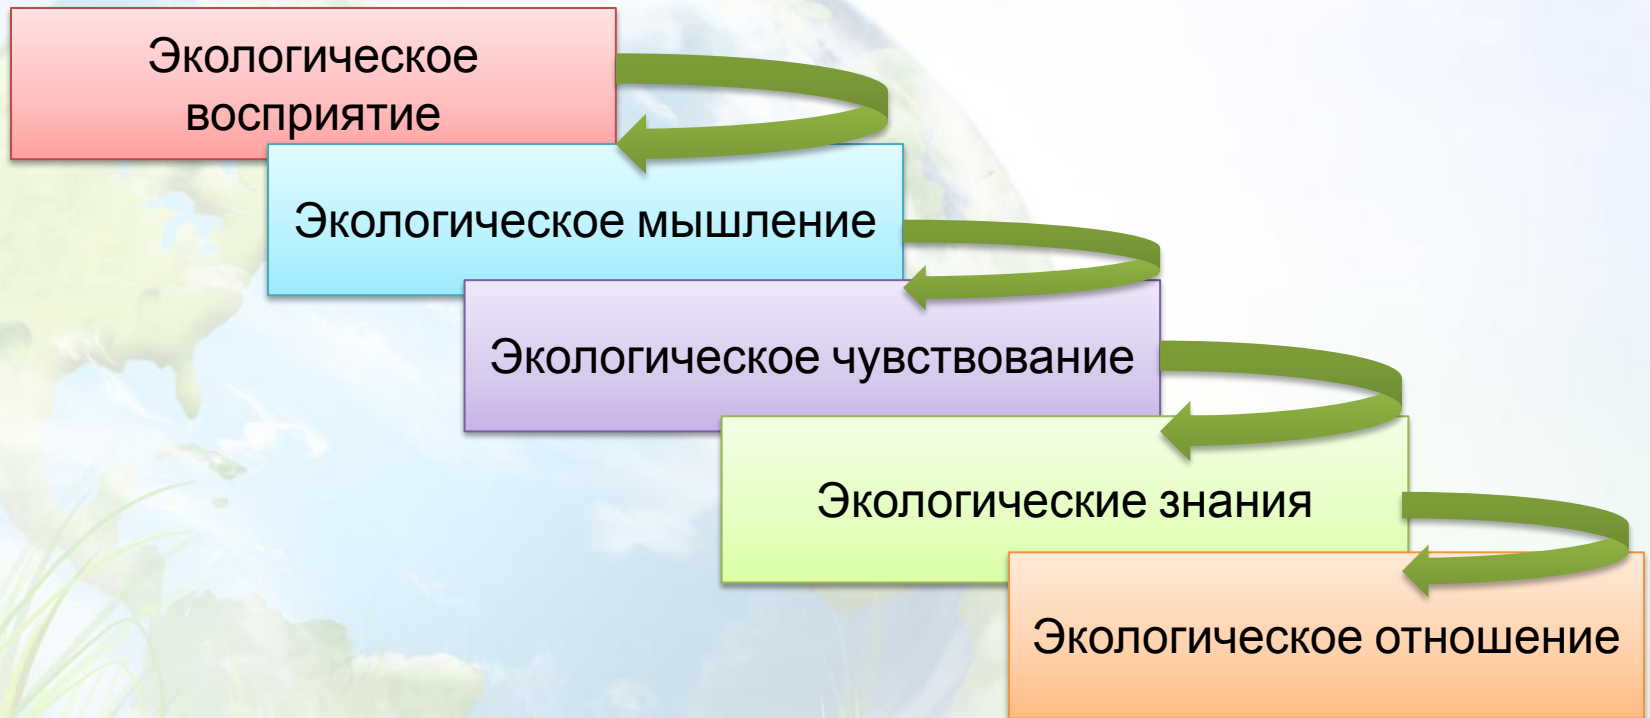 Экологическое
восприятие
Экологическое мышление
Экологическое чувствование
Экологические знания
Экологическое отношение